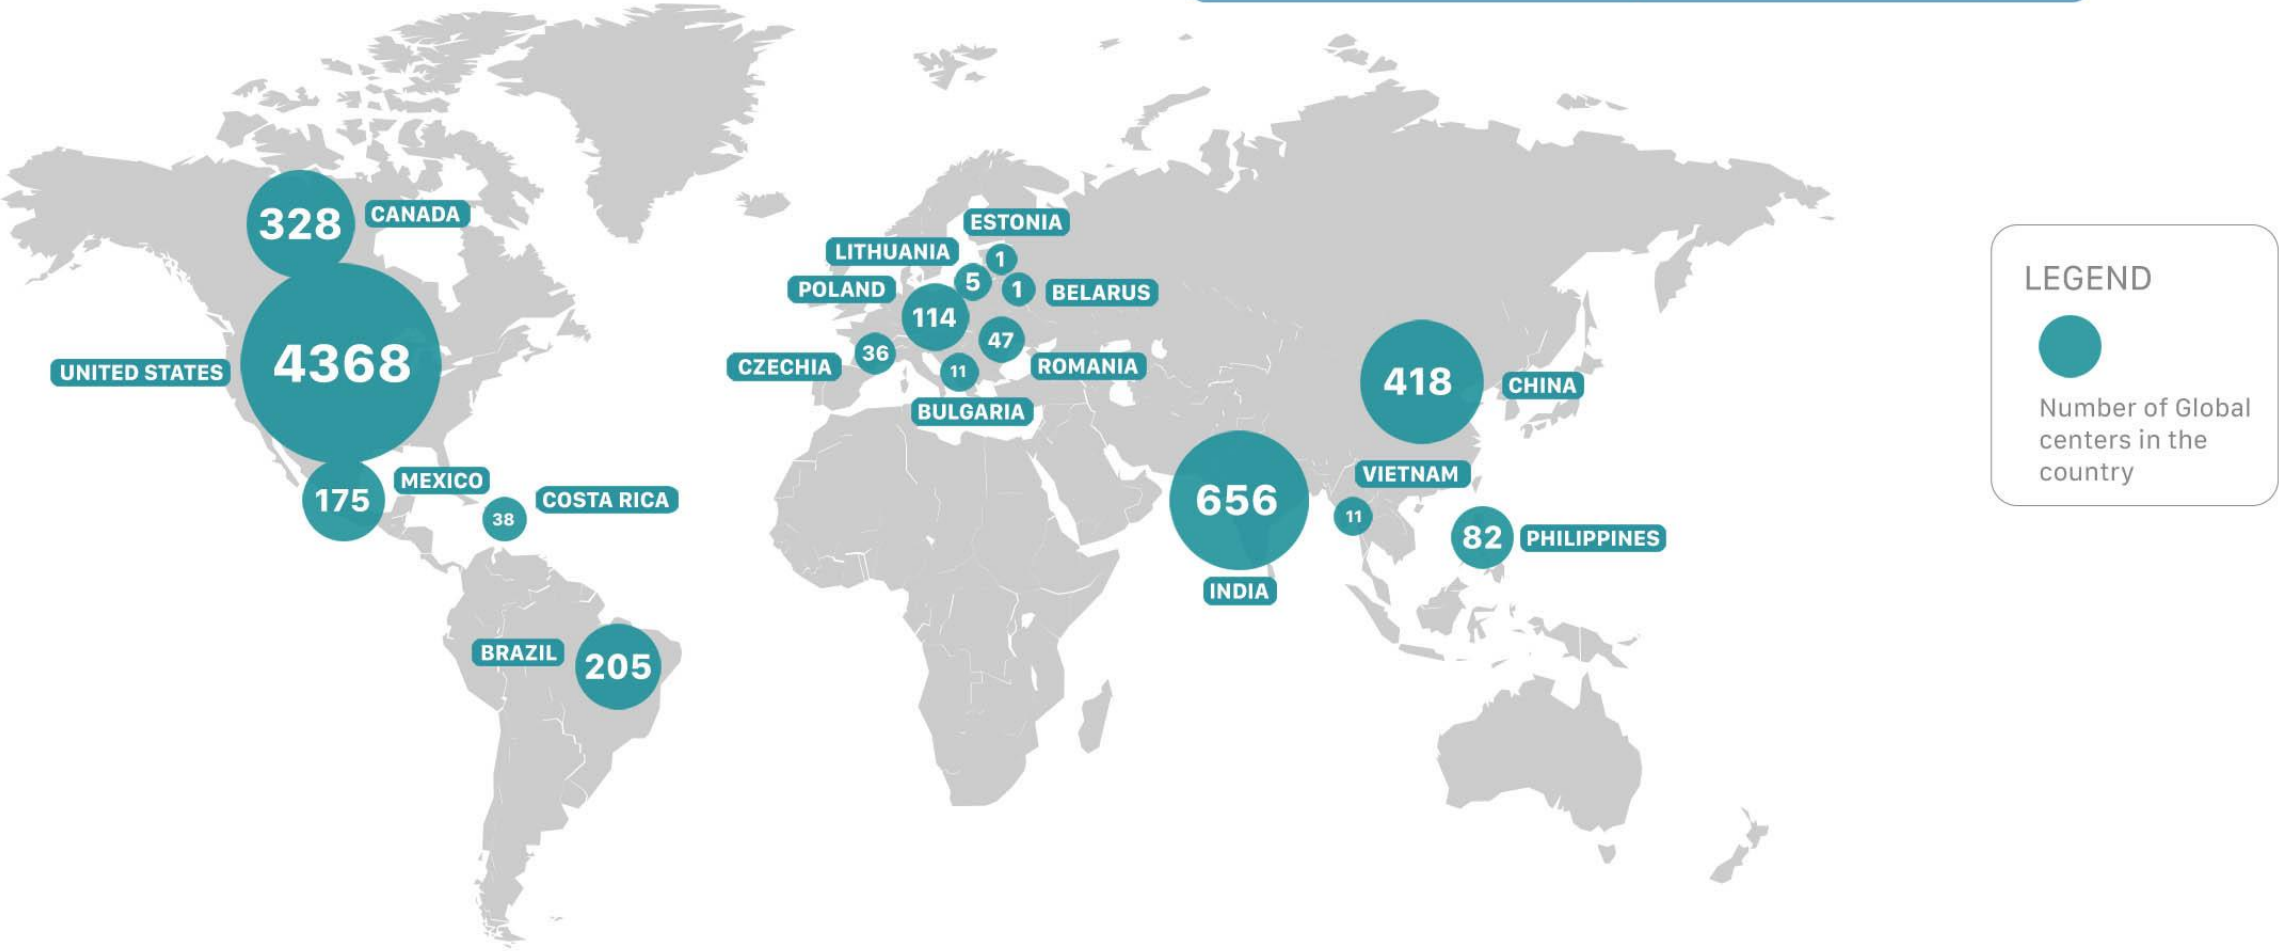 328
CANADA
4368
UNITED STATES
175
MEXICO
38
COSTA RICA
BRAZIL
205
ESTONIA
1
LITHUANIA
5
1
BELARUS
POLAND
114
47
ROMANIA
CZECHIA
36
11
BULGARIA
418
CHINA
656
INDIA
VIETNAM
11
82
PHILIPPINES
LEGEND
Number of Global
centers in the
country